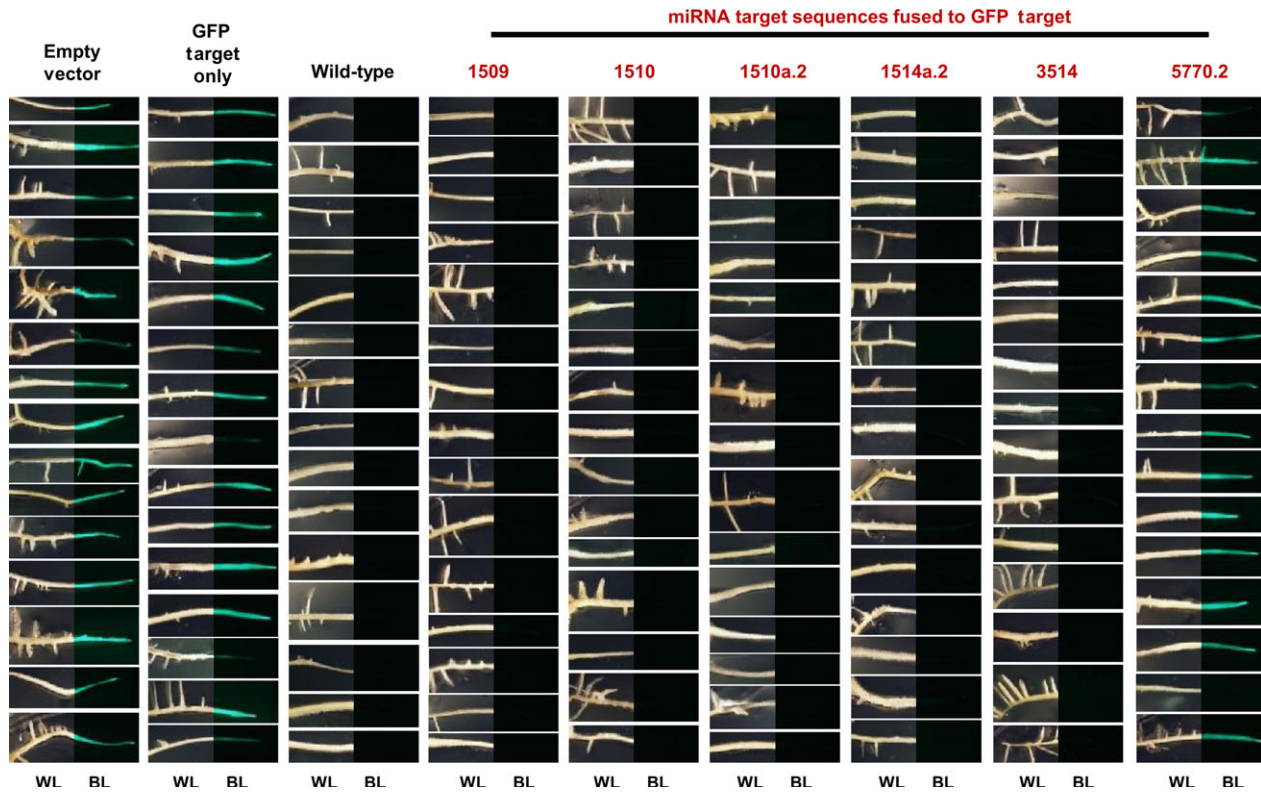 miRNA target sequences fused to GFP target
Empty
vector
GFP
target
only
Wild-type
1509
1510
1510a.2
1514a.2
3514
5770.2
WL BL WL BL WL BL WL BL WL BL WL BL WL BL WL BL WL BL